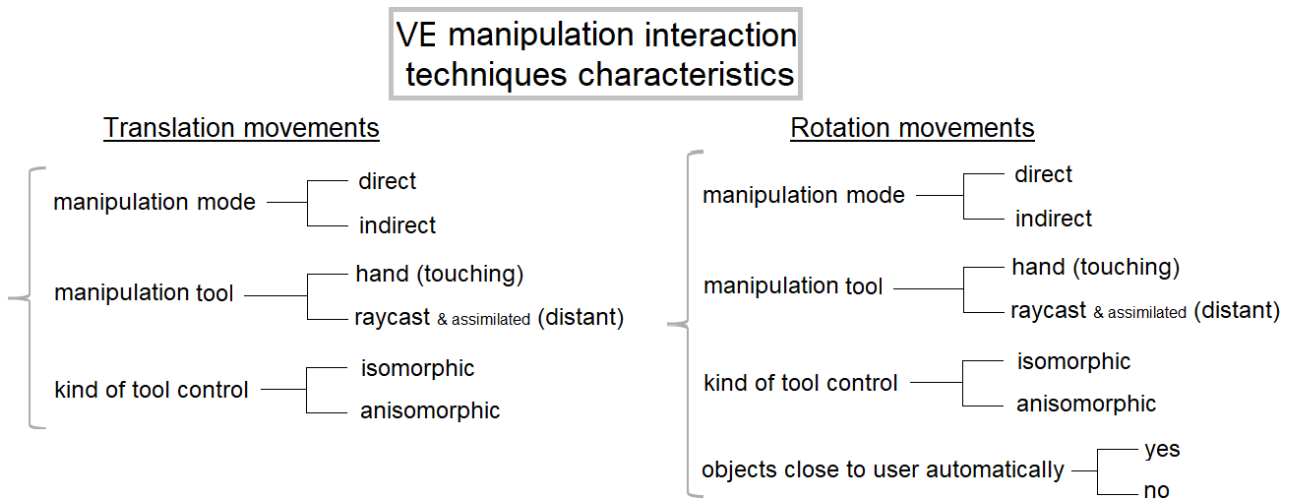 VE manipulation interaction
techniques characteristics
Translation movements
manipulation mode
direct
indirect
manipulation tool
hand (touching)
raycast & assimilated (distant)
kind of tool control
isomorphic
anisomorphic
Rotation movements
manipulation mode
direct
indirect
manipulation tool
hand (touching)
raycast & assimilated (distant)
kind of tool control
isomorphic
anisomorphic
objects close to user automatically
yes
no